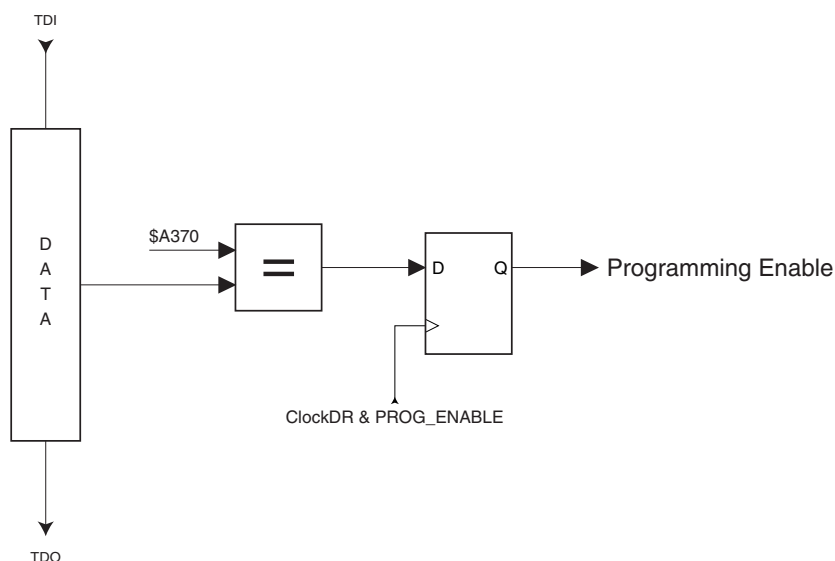 TDI
D
A
T
A
$A370
=
D
Q
Programming Enable
ClockDR & PROG_ENABLE
TDO